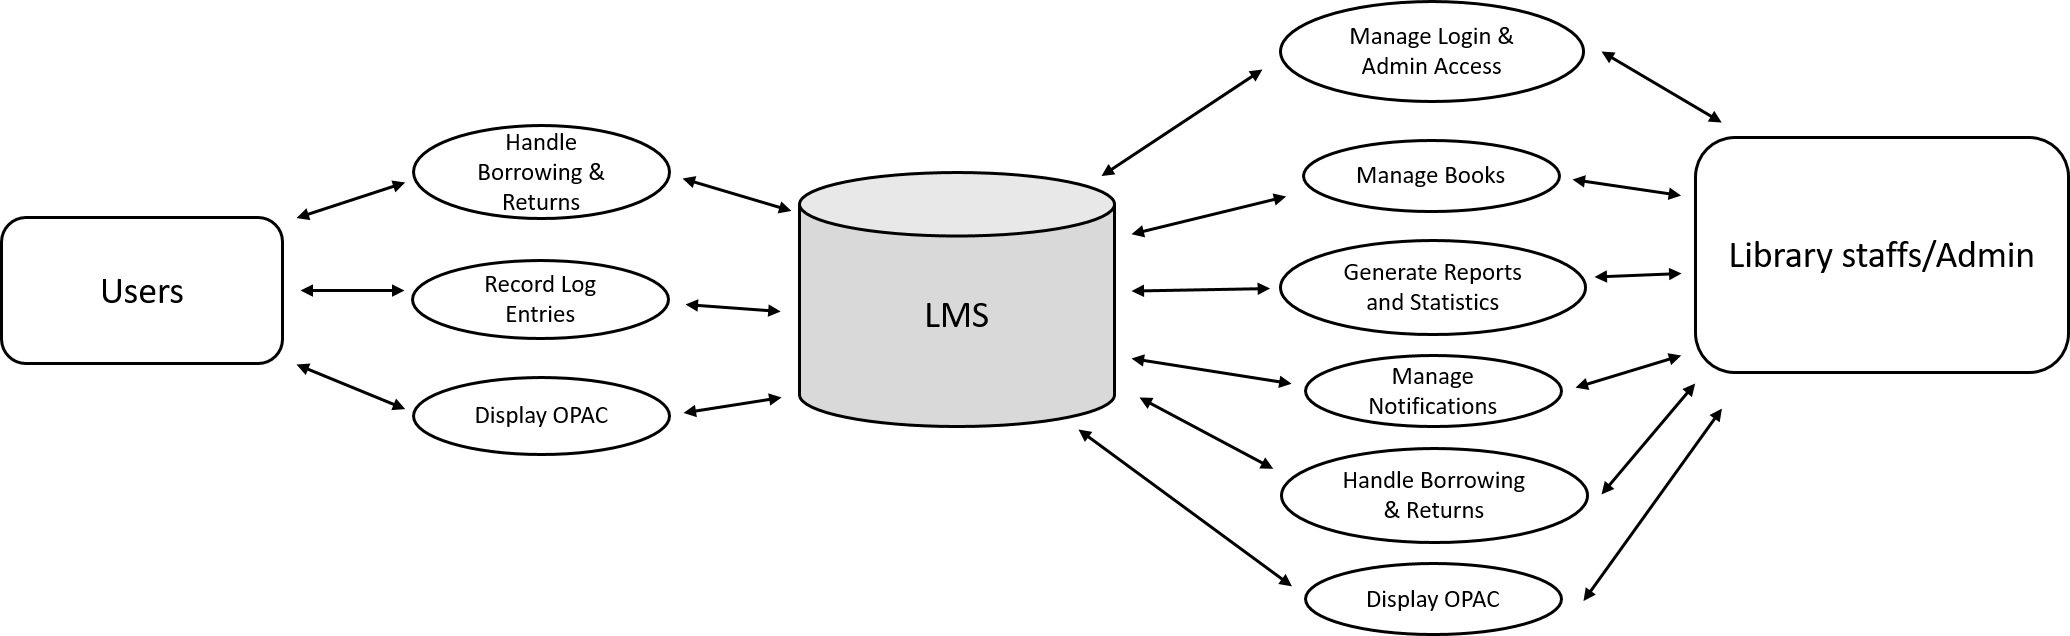 Users
Handle
Borrowing &
Returns
Record Log
Entries
Display OPAC
LMS
Manage Login &
Admin Access
Manage Books
Generate Reports
and Statistics
Manage
Notifications
Handle Borrowing
& Returns
Display OPAC
Library staffs/Admin